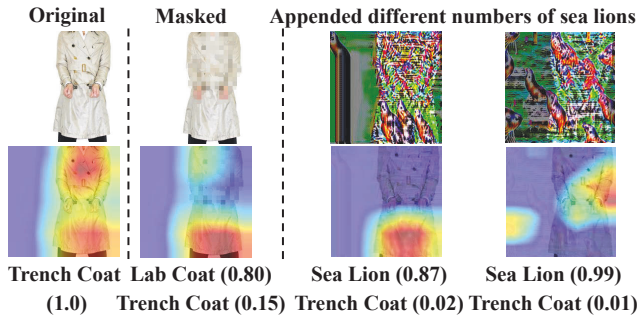 Original
Masked
Appended different numbers of sea lions
Trench Coat
(1.0)
Lab Coat (0.80)
Trench Coat (0.15)
Sea Lion (0.87)
Trench Coat (0.02)
Sea Lion (0.99)
Trench Coat (0.01)